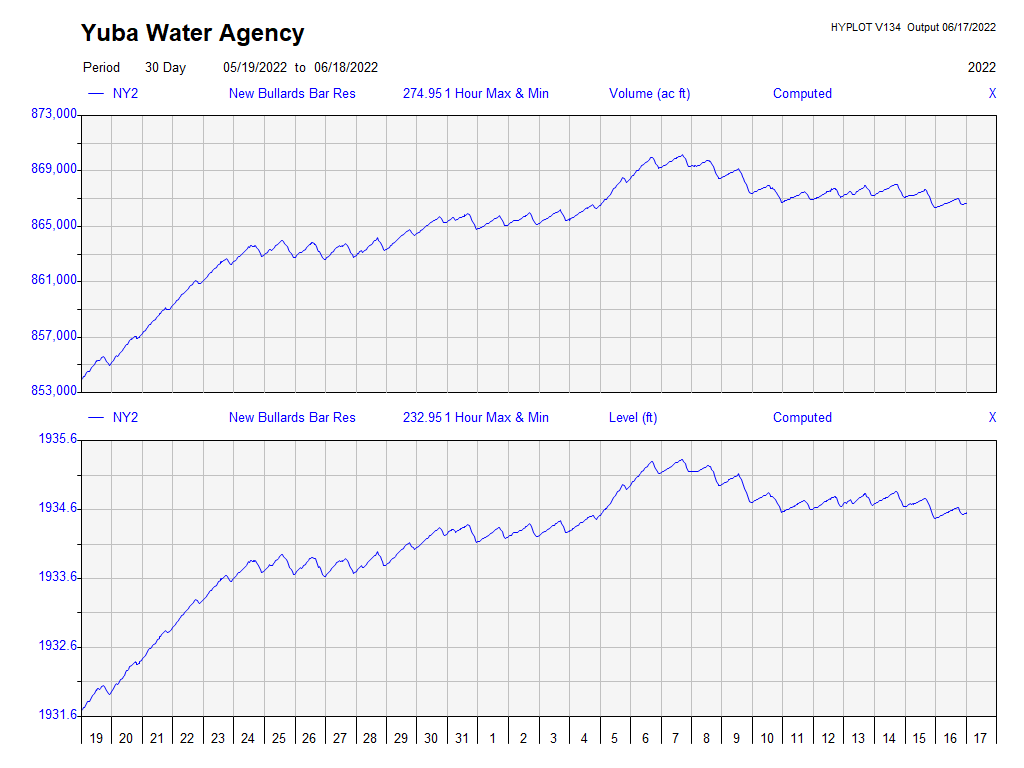 Yuba Water Agency HYPLOT V134 Output 06/17/2022
Period 30 Day 05/19/2022 to 06/18/2022 2022
NY2 New Bullards Bar Res 274.95 1 Hour Max & Min Volume (ac ft) Computed X
873,000
869,000
865,000
861,000
857,000
853,000
NY2 New Bullards Bar Res 232.95 1 Hour Max & Min Level (ft) Computed X
1935.6
1934.6
1933.6
1932.6
1931.6
19 20 21 22 23 24 25 26 27 28 29 30 31 1 2 3 4 5 6 7 8 9 10 11 12 13 14 15 16 17